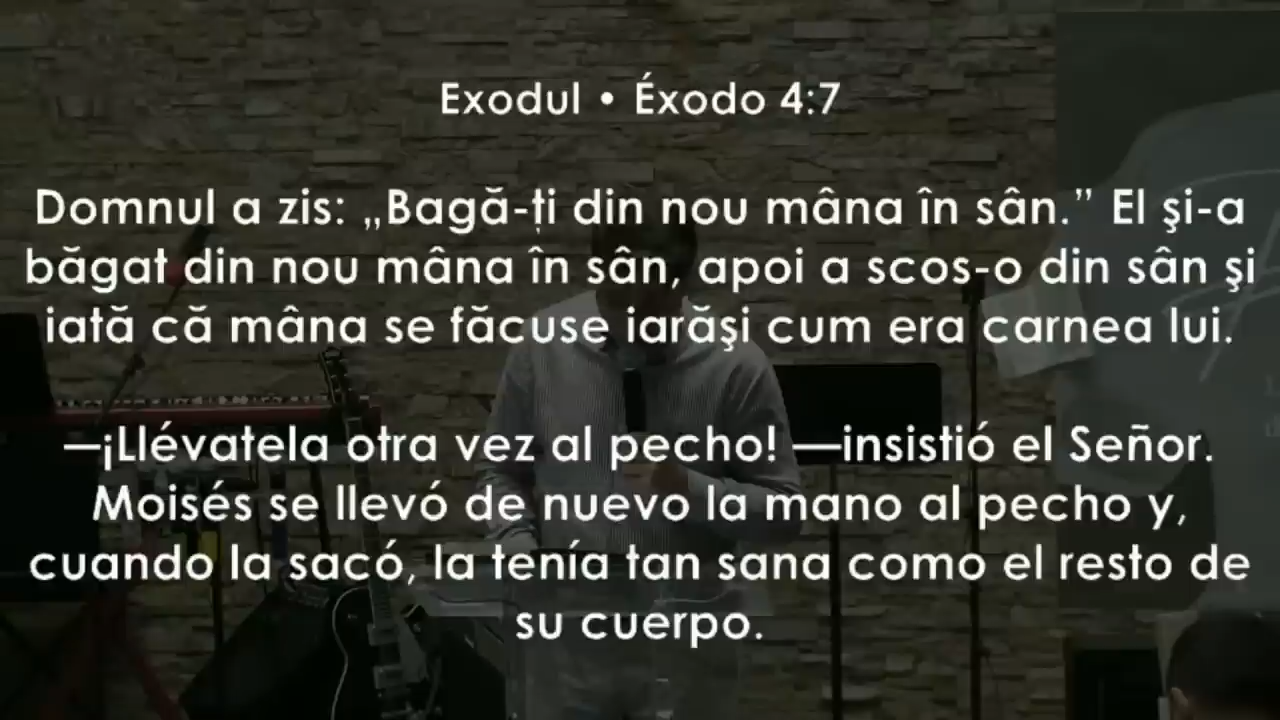 Exodul • Éxodo 4:7
Domnul a zis: „Bagă-ți din nou mâna în sân.” El şi-a
băgat din nou mâna în sân, apoi a scos-o din sân şi
iată că mâna se făcuse iarăşi cum era carnea lui.
—¡Llévatela otra vez al pecho! —insistió el Señor.
Moisés se llevó de nuevo la mano al pecho y,
cuando la sacó, la tenía tan sana como el resto de
su cuerpo.